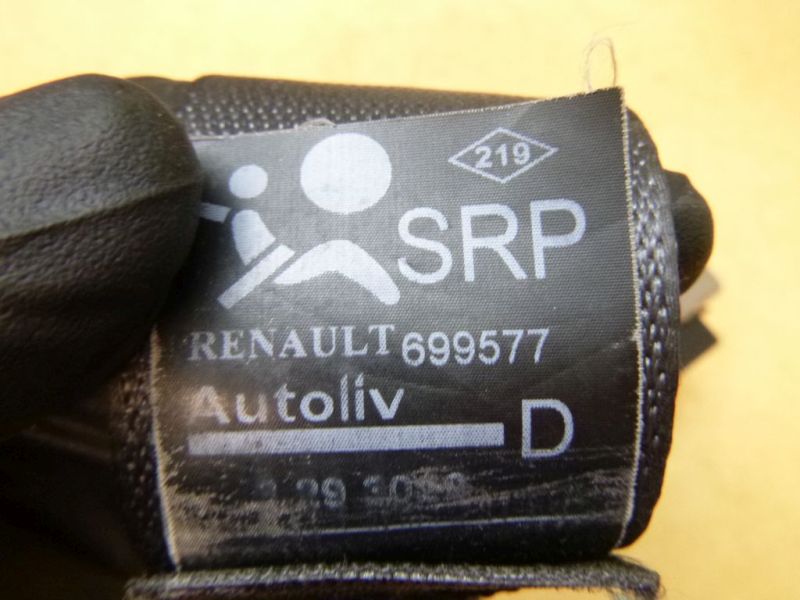 219
SRP
RENAULT 699577
Autoliv
D